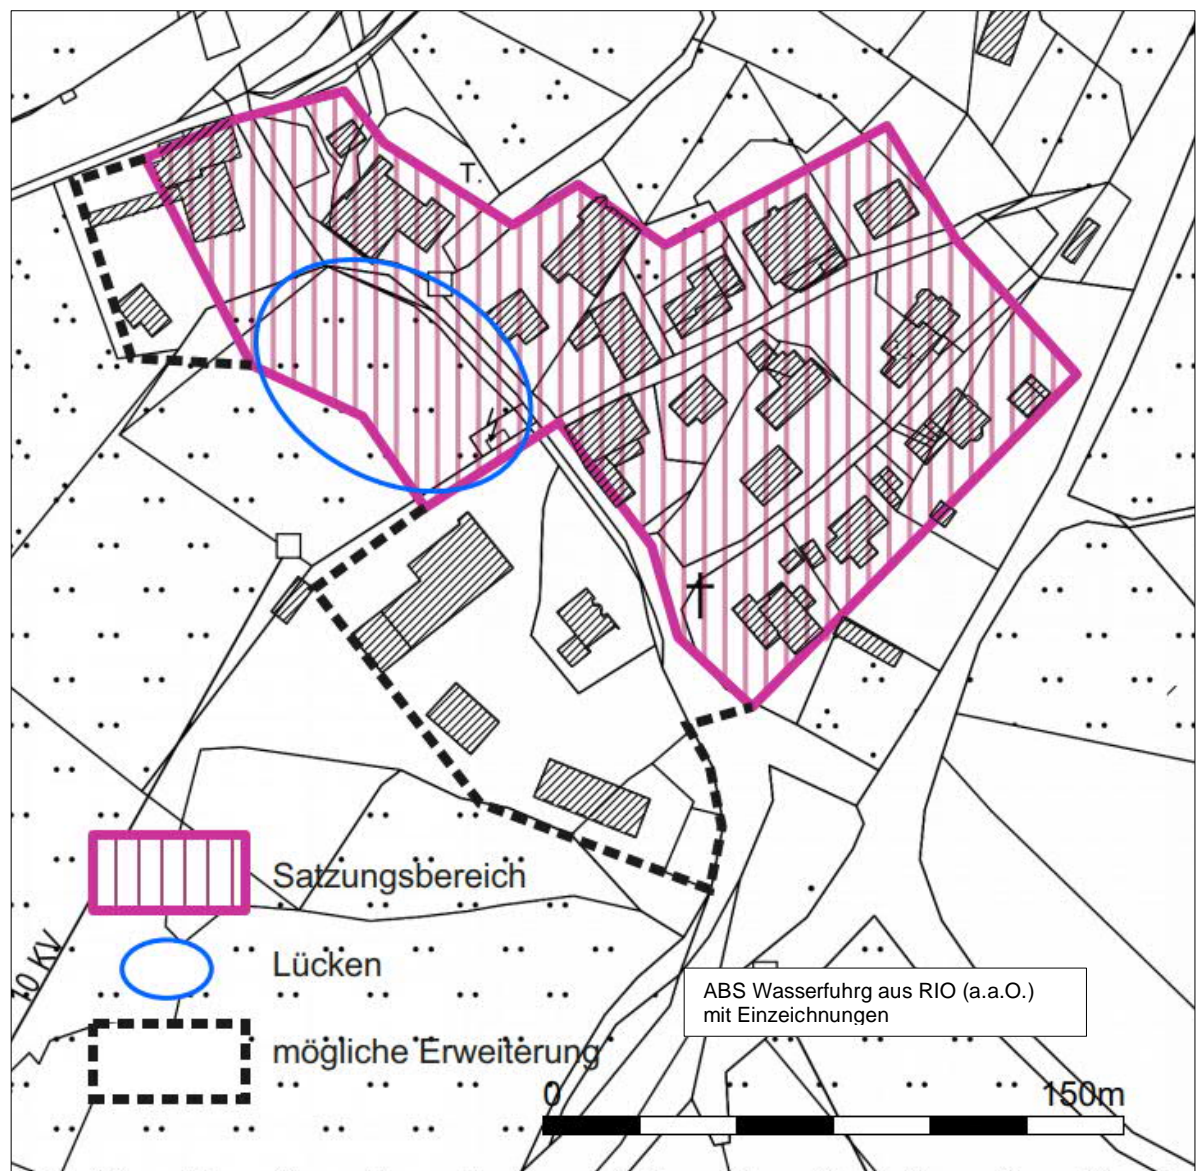 T.
Satzungsbereich
Lücken
10 KV
ABS Wasserfuhrg aus RIO (a.a.O.)
mit Einzeichnungen
mögliche Erweiterung
0 150m